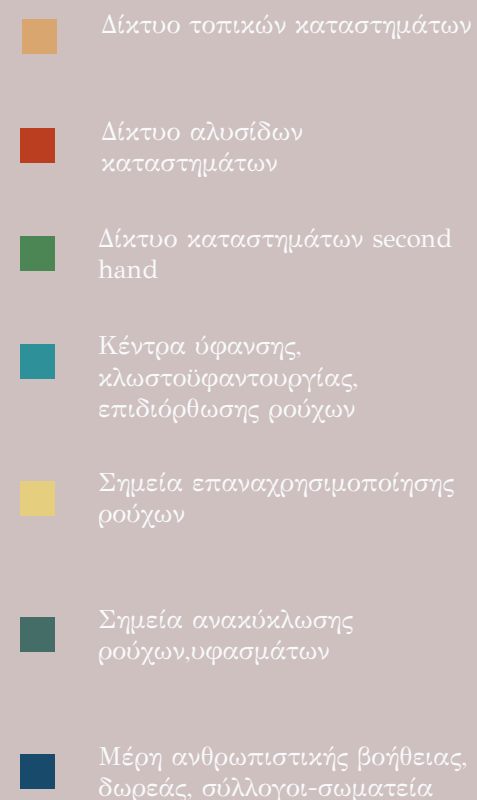 Δίκτυο τοπικών καταστημάτων
Δίκτυο αλυσίδων
καταστημάτων
Δίκτυο καταστημάτων second
hand
Κέντρα ύφανσης,
κλωστοϋφαντουργίας,
επιδιόρθωσης ρούχων
Σημεία επαναχρησιμοποίησης
ρούχων
Σημεία ανακύκλωσης
ρούχων,υφασμάτων
Μέρη ανθρωπιστικής βοήθειας,
δωρεάς, σύλλογοι-σωματεία